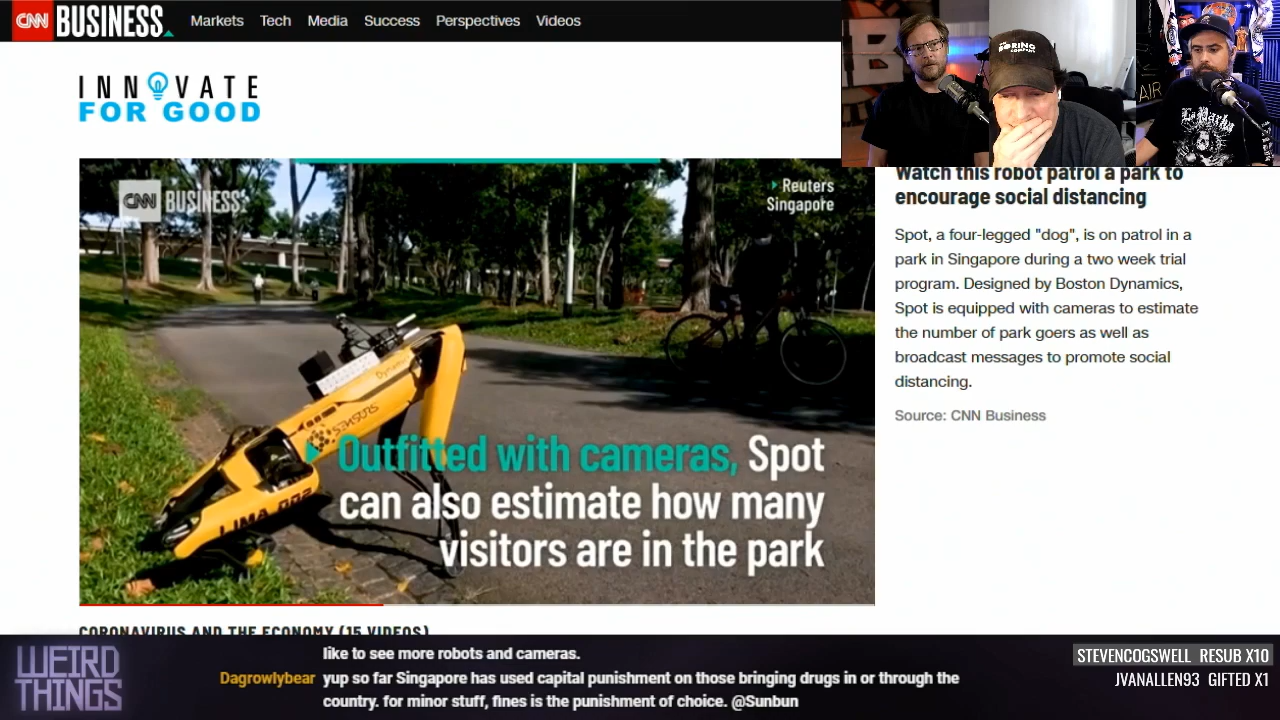 CNN BUSINESS
Markets Tech Media Success Perspectives Videos
INNOVATE
FOR GOOD
CNN BUSINESS
Reuters
Singapore
SENSORS
Outfitted with cameras, Spot
can also estimate how many
visitors are in the park
Watch this robot patrol a park to
encourage social distancing
Spot, a four-legged "dog", is on patrol in a
park in Singapore during a two week trial
program. Designed by Boston Dynamics,
Spot is equipped with cameras to estimate
the number of park goers as well as
broadcast messages to promote social
distancing.
Source: CNN Business
BORING
COMPANY
AIR
CORONAVIRUS AND THE ECONOMY (15 VIDEOS)
WEIRD
THINGS
like to see more robots and cameras.
Dagrowlybear yup so far Singapore has used capital punishment on those bringing drugs in or through the
country. for minor stuff, fines is the punishment of choice. @Sunbun
STEVENCOGSWELL RESUB X10
JVANALLEN93 GIFTED X1